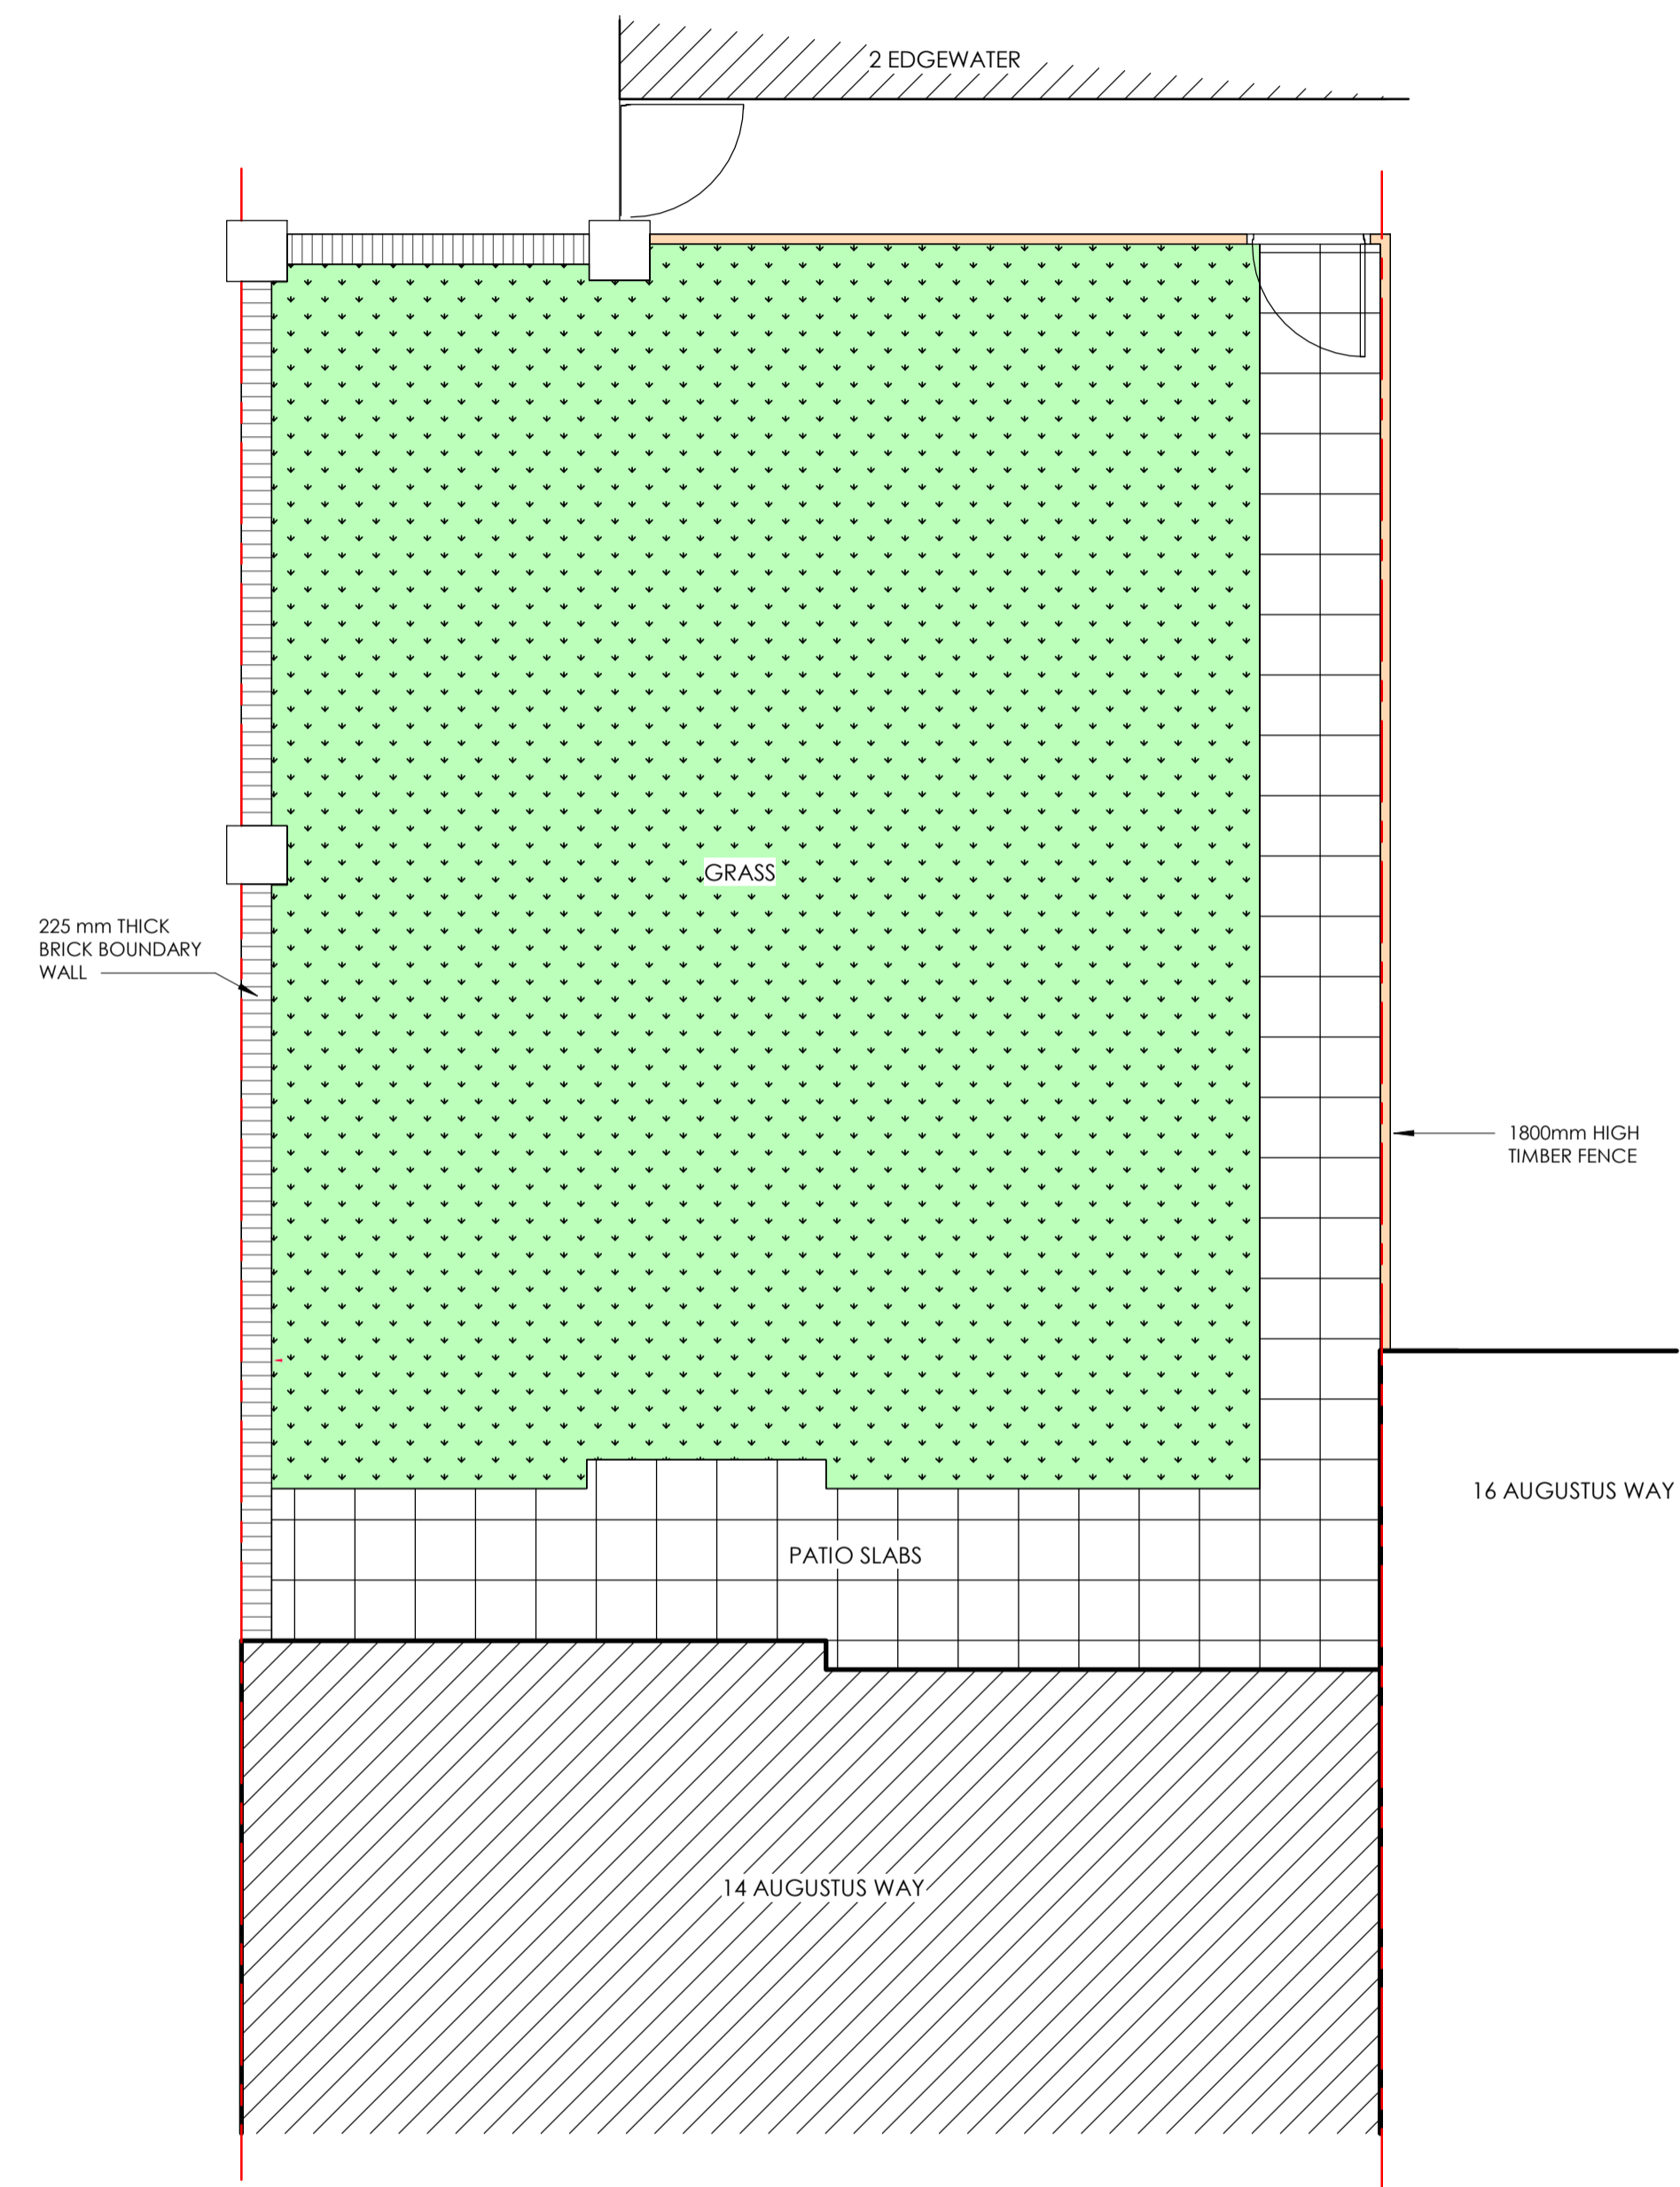 2 EDGEWATER
GRASS
225 mm THICK
BRICK BOUNDARY
WALL
1800mm HIGH
TIMBER FENCE
16 AUGUSTUS WAY
PATIO SLABS
14 AUGUSTUS WAY